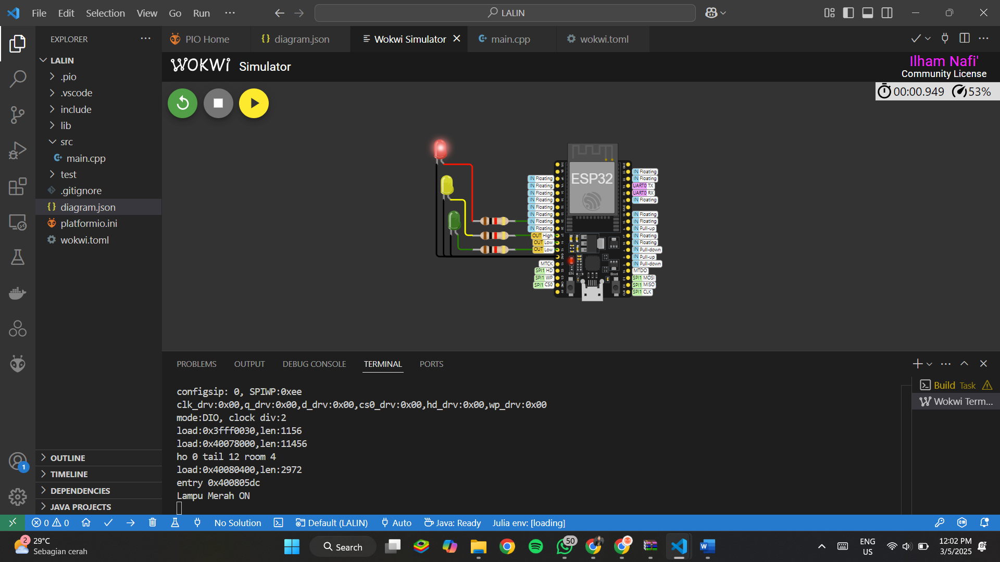 File Edit Selection View Go Run ··· LALIN
EXPLORER
PIO Home
diagram.json
Wokwi Simulator
main.cpp
wokwi.toml
LALIN
.pio
.vscode
include
lib
src
main.cpp
test
.gitignore
diagram.json
platformio.ini
wokwi.toml
WOKWi Simulator
Ilham Nafi'
Community License
00:00.949 53%
ESP32
IN Floating
IN Floating
IN Floating
IN Floating
IN Floating
IN Floating
IN Floating
IN Floating
OUT High
OUT Low
OUT Low
MTCK
SPI1 HD
SPI1 WP
SPI1 CS0
IN Floating
IN Floating
UART0 TX
UART0 RX
IN Floating
IN Floating
IN Floating
IN Pull-up
IN Floating
IN Floating
IN Pull-down
IN Pull-up
IN Pull-down
MTDO
SPI1 MOSI
SPI1 MISO
SPI1 CLK
EN
Boot
PROBLEMS OUTPUT DEBUG CONSOLE TERMINAL PORTS
configsip: 0, SPIWP:0xee
clk_drv:0x00,q_drv:0x00,d_drv:0x00,cs0_drv:0x00,hd_drv:0x00,wp_drv:0x00
mode:DIO, clock div:2
load:0x3fff0030,len:1156
load:0x40078000,len:11456
ho 0 tail 12 room 4
load:0x40080400,len:2972
entry 0x400805dc
Lampu Merah ON
Build Task
Wokwi Term...
OUTLINE
TIMELINE
DEPENDENCIES
JAVA PROJECTS
1
0 0 No Solution Default (LALIN) Auto Java: Ready Julia env: [loading]
2
29°C
Sebagian cerah
Search
50
ENG
US
12:02 PM
3/5/2025